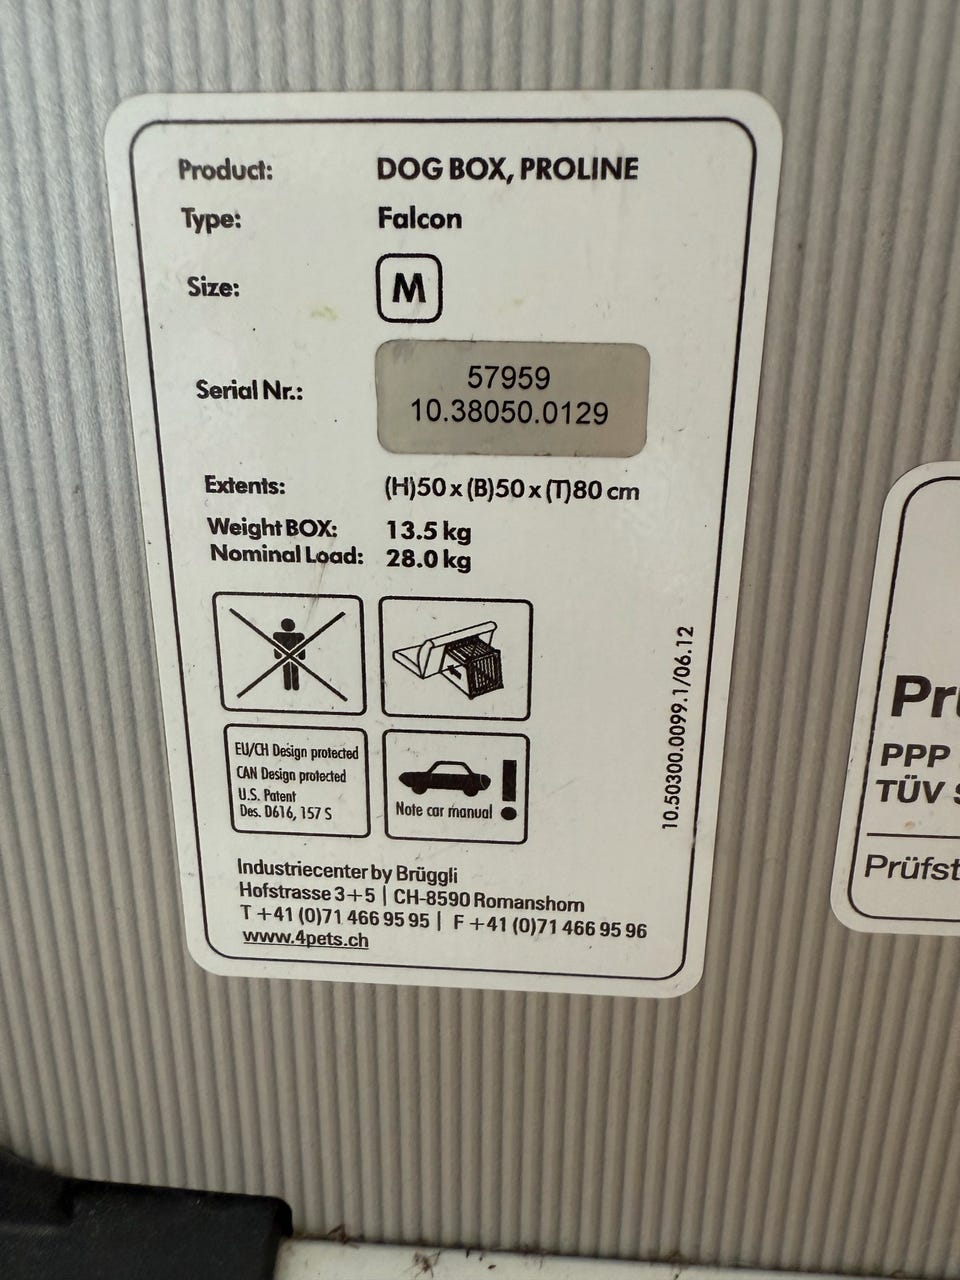 Product: DOG BOX, PROLINE
Type: Falcon
Size: M
Serial Nr.: 57959
10.38050.0129
Extents: (H)50 x (B)50 x (T)80 cm
Weight BOX: 13.5 kg
Nominal Load: 28.0 kg
EU/CH Design protected
CAN Design protected
U.S. Patent
Des. D616, 157 S
Note car manual
10.50300.0099.1/06.12
Industriecenter by Brüggli
Hofstrasse 3+5 | CH-8590 Romanshorn
T +41 (0)71 466 95 95 | F +41 (0)71 466 95 96
www.4pets.ch
PPP
TÜV